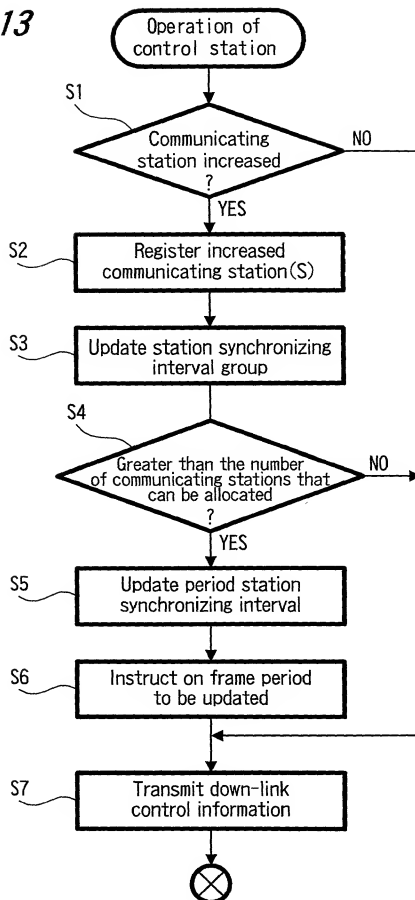 13
Operation of
control station
S1
Communicating
station increased
?
NO
YES
S2
Register increased
communicating station(S)
S3
Update station synchronizing
interval group
S4
Greater than the number
of communicating stations that
can be allocated
?
NO
YES
S5
Update period station
synchronizing interval
S6
Instruct on frame period
to be updated
S7
Transmit down-link
control information